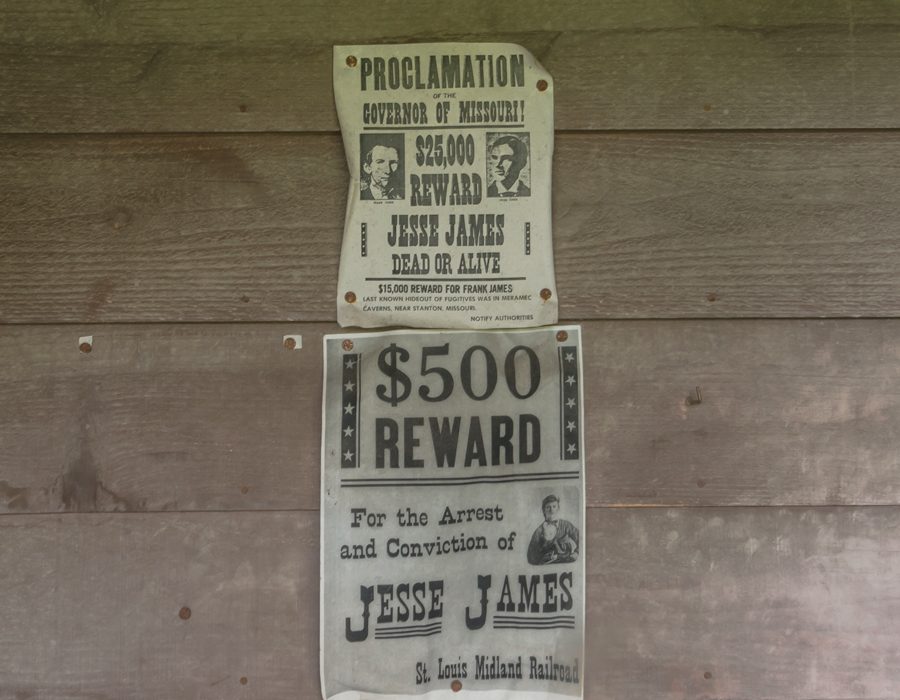 PROCLAMATION
OF THE
GOVERNOR OF MISSOURI!
$25,000
REWARD
JESSE JAMES
DEAD OR ALIVE
$15,000 REWARD FOR FRANK JAMES
LAST KNOWN HIDEOUT OF FUGITIVES WAS IN MERAMEC
CAVERNS, NEAR STANTON, MISSOURI.
NOTIFY AUTHORITIES
$500
REWARD
For the Arrest
and Conviction of
JESSE JAMES
St. Louis Midland Railroad